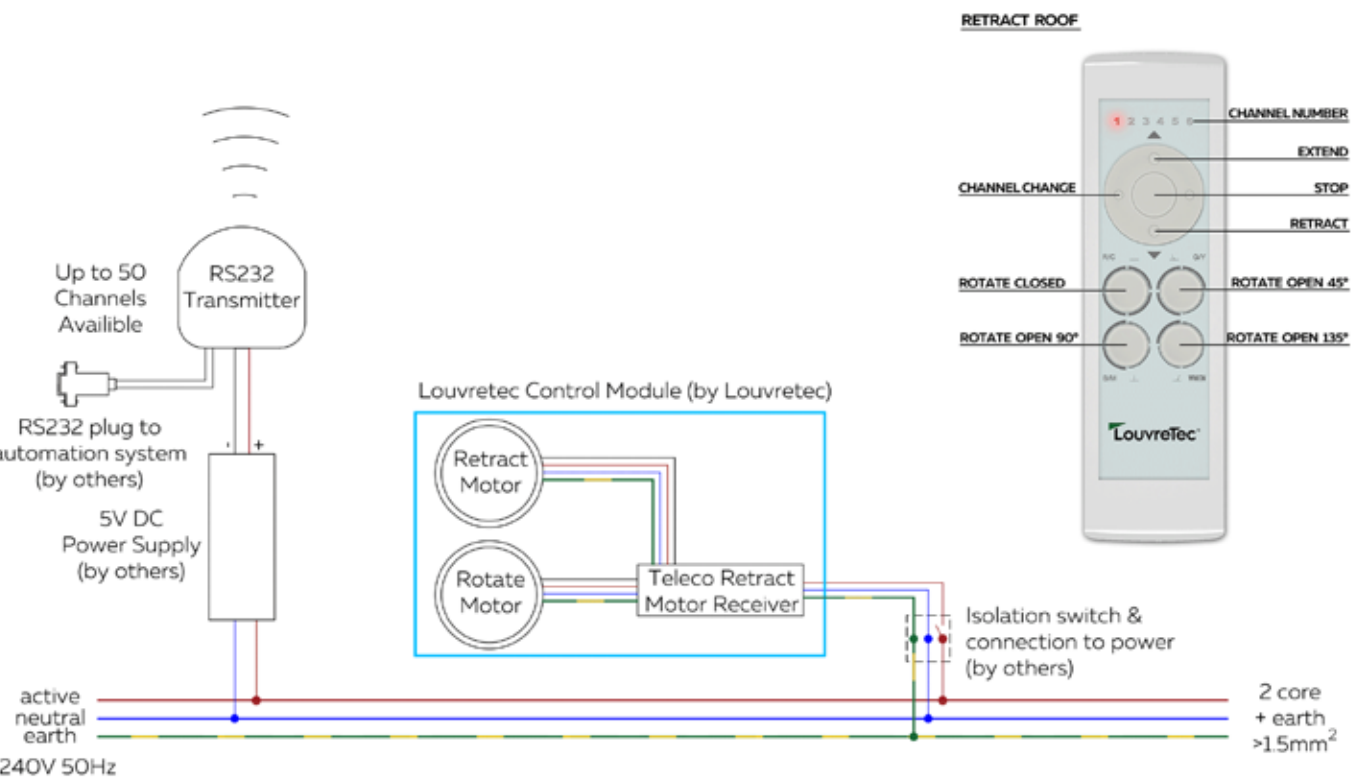 RETRACT ROOF
1 2 3 4 5 6
CHANNEL NUMBER
EXTEND
CHANNEL CHANGE
STOP
RETRACT
ROTATE CLOSED
ROTATE OPEN 45°
ROTATE OPEN 90°
ROTATE OPEN 135°
LouvreTec
Up to 50
Channels
Availible
RS232
Transmitter
RS232 plug to
automation system
(by others)
- +
5V DC
Power Supply
(by others)
Louvretec Control Module (by Louvretec)
Retract
Motor
Rotate
Motor
Teleco Retract
Motor Receiver
Isolation switch &
connection to power
(by others)
active
neutral
earth
240V 50Hz
2 core
+ earth
>1.5mm²